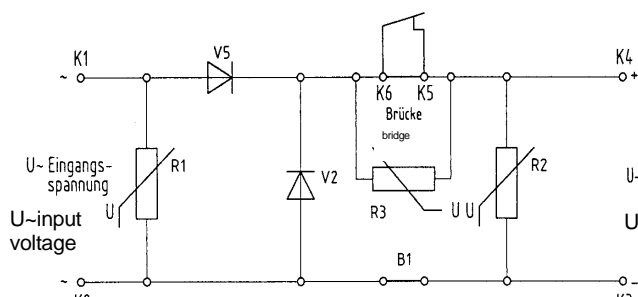 K1
V5
K6
K5
K4
~
+
Brücke
bridge
U~ Eingangs-
spannung
R1
U
V2
R3
U
U
R2
U~
U~input
voltage
U
B1
~
-